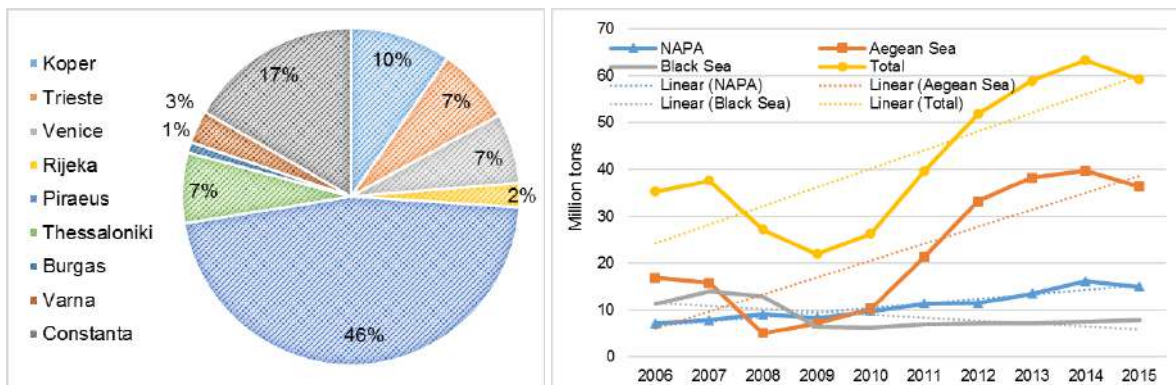 Koper
Trieste
Venice
Rijeka
Piraeus
Thessaloniki
Burgas
Varna
Constanta
10%
7%
7%
2%
46%
7%
1%
3%
17%
NAPA
Aegean Sea
Black Sea
Total
Linear (NAPA)
Linear (Aegean Sea)
Linear (Black Sea)
Linear (Total)
Million tons
70
60
50
40
30
20
10
0
2006 2007 2008 2009 2010 2011 2012 2013 2014 2015